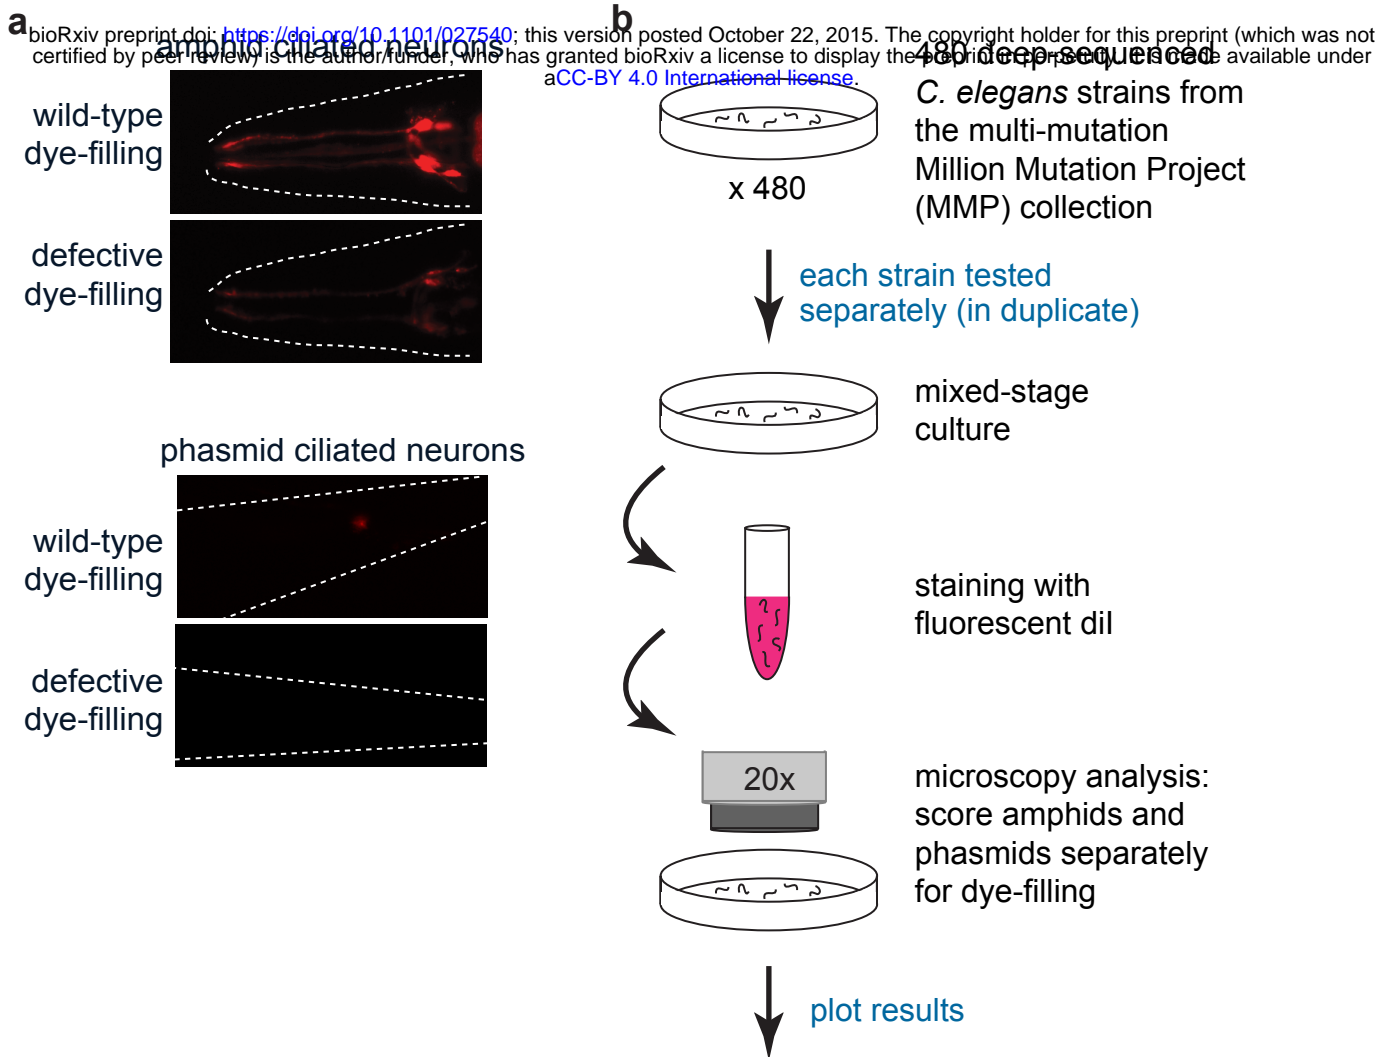 a
b
bioRxiv preprint doi: https://doi.org/10.1101/027540; this version posted October 22, 2015. The copyright holder for this preprint (which was not
certified by peer review) is the author/funder, who has granted bioRxiv a license to display the preprint in perpetuity. It is made available under
aCC-BY 4.0 International license.
amphid ciliated neurons
wild-type
dye-filling
defective
dye-filling
phasmid ciliated neurons
wild-type
dye-filling
defective
dye-filling
480 deep-sequenced
C. elegans strains from
the multi-mutation
Million Mutation Project
(MMP) collection
x 480
each strain tested
separately (in duplicate)
mixed-stage
culture
staining with
fluorescent diI
20x
microscopy analysis:
score amphids and
phasmids separately
for dye-filling
plot results